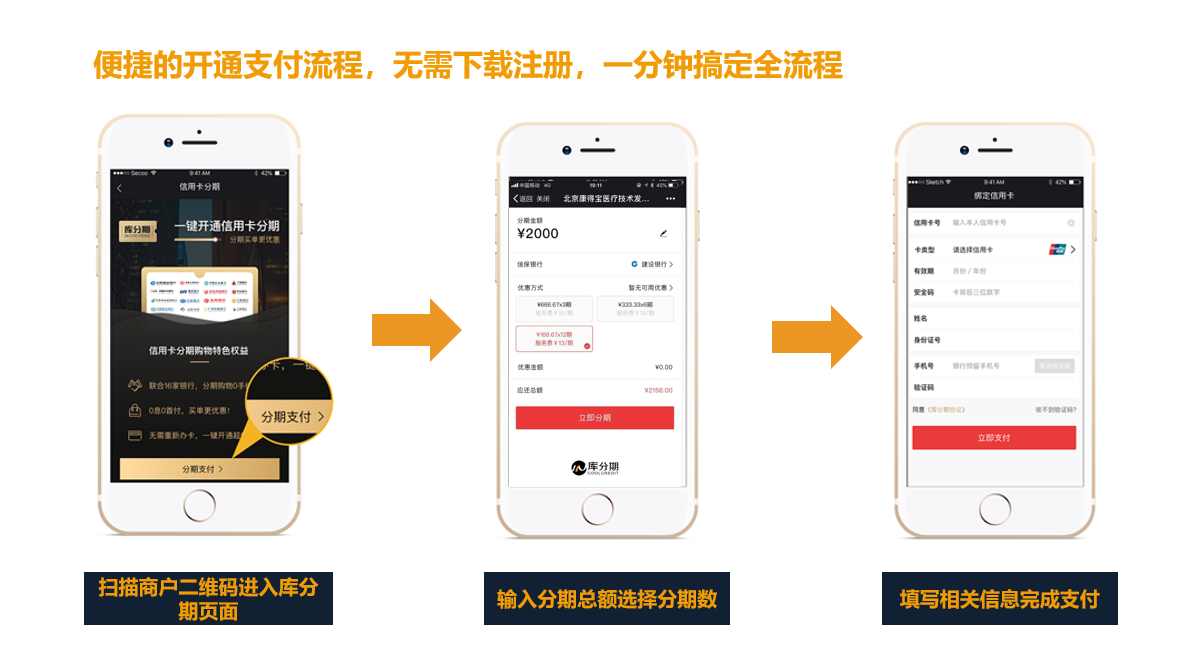 便捷的开通支付流程，无需下载注册，一分钟搞定全流程
Secoo
9:41 AM
42%
信用卡分期
库分期
一键开通信用卡分期
分期买单更优惠
信用卡分期购物特色权益
联合16家银行，分期购物0手
0息0首付，买单更优惠！
无需重新办卡，一键开通超
分期支付 >
分期支付 >
中国移动 4G
19:11
45%
返回 关闭
北京康得宝医疗技术发...
分期金额
¥2000
信保银行
建设银行 >
优惠方式
暂无可用优惠 >
¥666.67x3期
服务费¥15/期
¥333.33x6期
服务费¥14/期
¥166.67x12期
服务费¥13/期
优惠金额
¥0.00
应还总额
¥2156.00
立即分期
库分期
COOLCREDIT
Sketch
9:41 AM
42%
绑定信用卡
信用卡号
输入本人信用卡号
卡类型
请选择信用卡
有效期
月份 / 年份
安全码
卡背后三位数字
姓名
身份证号
手机号
银行预留手机号
发送验证码
验证码
同意《库分期协议》
收不到验证码?
立即支付
扫描商户二维码进入库分
期页面
输入分期总额选择分期数
填写相关信息完成支付